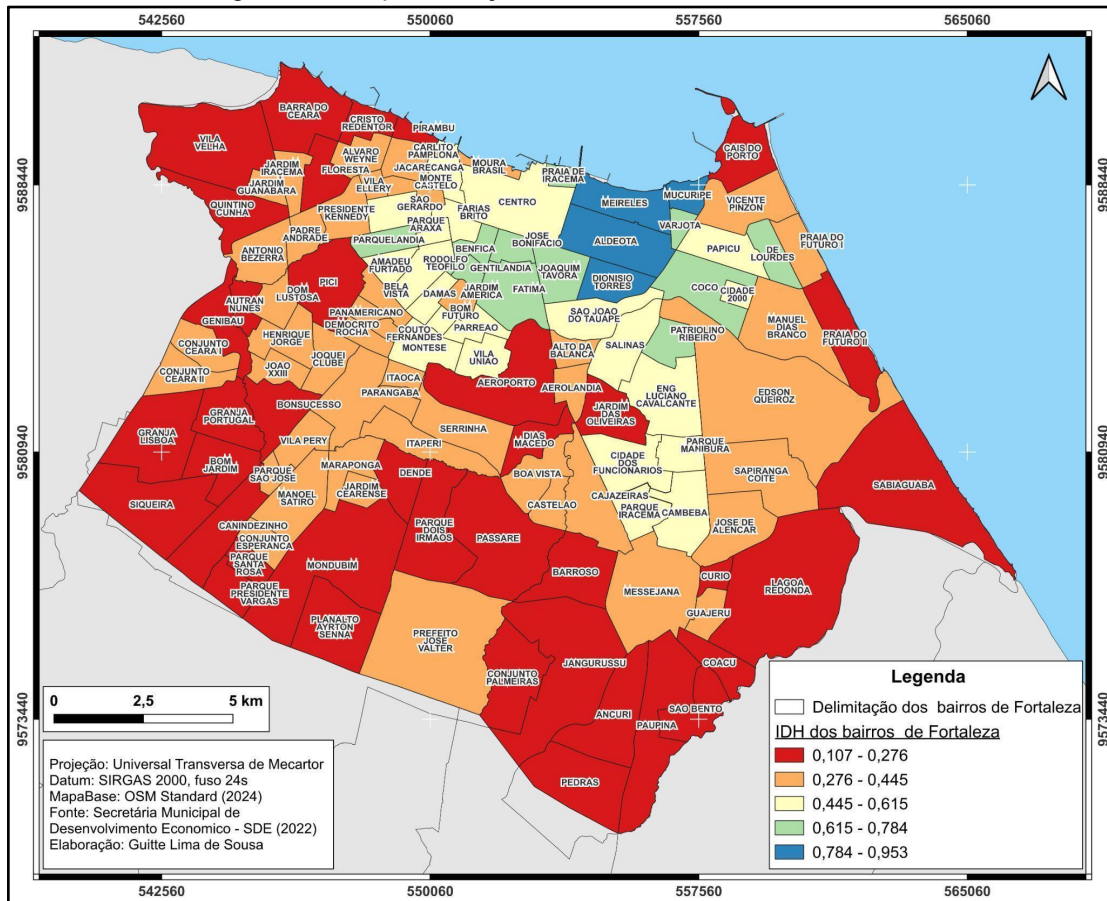 542560
550060
557560
565060
9588440
9580940
9573440
9588440
9580940
9573440
BARRA DO
CEARA
CRISTO
REDENTOR
PIRAMBU
VILA
VELHA
ALVARO
WEYNE
CARLITO
PAMPLONA
MOURA
BRASIL
PRAIA DE
IRACEMA
CAIS DO
PORTO
JARDIM
IRACEMA
FLORESTA
JACARECANGA
JARDIM
GUANABARA
VILA
ELLERY
MONTE
CASTELO
MEIRELES
MUCURIPE
VICENTE
PINZON
QUINTINO
CUNHA
PRESIDENTE
KENNEDY
SAO
GERARDO
FARIAS
BRITO
CENTRO
VARJOTA
PRAIA DO
FUTURO I
PADRE
ANDRADE
PARQUE
ARAXA
PARQUELANDIA
JOSE
BONIFACIO
ALDEOTA
PAPICU
DE
LOURDES
ANTONIO
BEZERRA
AMADEU
FURTADO
RODOLFO
TEOFILO
BENFICA
GENTILANDIA
JOAQUIM
TAVORA
PICI
BELA
VISTA
DAMAS
JARDIM
AMERICA
FATIMA
DIONISIO
TORRES
COCO
CIDADE
2000
AUTRAN
NUNES
DOM
LUSTOSA
PANAMERICANO
BOM
FUTURO
SAO JOAO
DO TAUAPE
MANUEL
DIAS
BRANCO
GENIBAU
DEMOCRITO
ROCHA
COUTO
FERNANDES
PARREAO
PATRIOLINO
RIBEIRO
PRAIA DO
FUTURO II
CONJUNTO
CEARA I
HENRIQUE
JORGE
JOQUEI
CLUBE
MONTESE
VILA
UNIAO
ALTO DA
BALANCA
SALINAS
CONJUNTO
CEARA II
JOAO
XXIII
ITAOCA
AEROPORTO
AEROLANDIA
ENG
LUCIANO
CAVALCANTE
EDSON
QUEIROZ
PARANGABA
BONSUCESSO
JARDIM
DAS
OLIVEIRAS
GRANJA
PORTUGAL
SERRINHA
GRANJA
LISBOA
VILA PERY
ITAPERI
DIAS
MACEDO
PARQUE
MANIBURA
BOM
JARDIM
MARAPONGA
DENDE
BOA VISTA
CIDADE
DOS
FUNCIONARIOS
SAPIRANGA
COITE
SABIAGUABA
PARQUE
SAO JOSE
JARDIM
CEARENSE
SIQUEIRA
MANOEL
SATIRO
CASTELAO
CAJAZEIRAS
PARQUE
IRACEMA
CAMBEBA
JOSE DE
ALENCAR
CANINDEZINHO
CONJUNTO
ESPERANCA
PARQUE
DOIS
IRMAOS
PASSARE
PARQUE
SANTA
ROSA
MONDUBIM
BARROSO
MESSEJANA
CURIO
LAGOA
REDONDA
PARQUE
PRESIDENTE
VARGAS
PLANALTO
AYRTON
SENNA
GUAJERU
PREFEITO
JOSE
VALTER
CONJUNTO
PALMEIRAS
JANGURUSSU
COACU
ANCURI
PAUPINA
SAO BENTO
PEDRAS
0
2,5
5 km
Projeção: Universal Transversa de Mecartor
Datum: SIRGAS 2000, fuso 24s
MapaBase: OSM Standard (2024)
Fonte: Secretária Municipal de
Desenvolvimento Economico - SDE (2022)
Elaboração: Guitte Lima de Sousa
Legenda
Delimitação dos bairros de Fortaleza
IDH dos bairros de Fortaleza
0,107 - 0,276
0,276 - 0,445
0,445 - 0,615
0,615 - 0,784
0,784 - 0,953
542560
550060
557560
565060